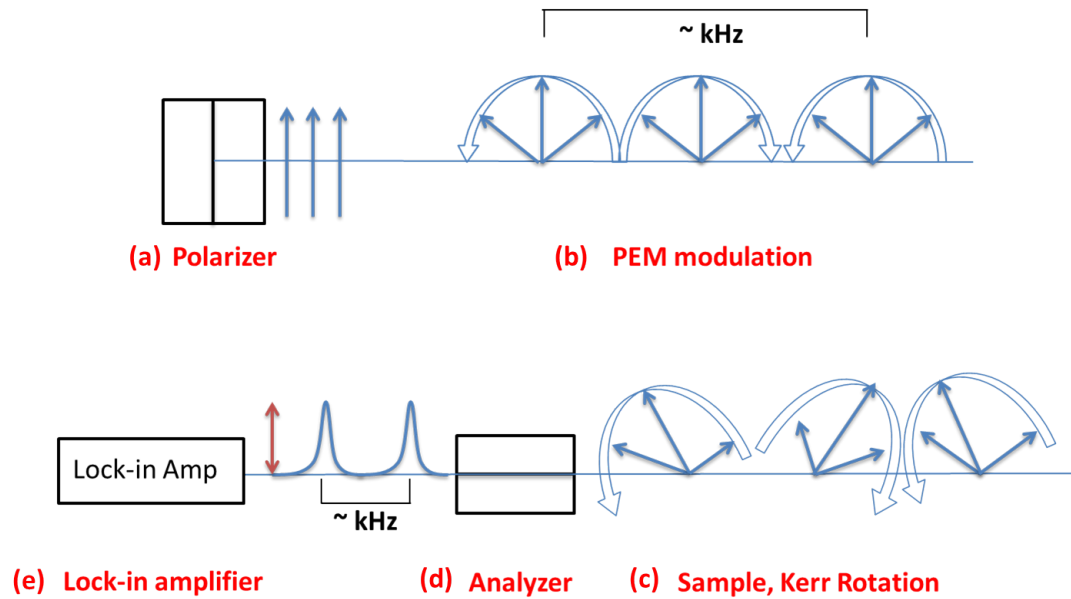 ~ kHz
(a) Polarizer
(b) PEM modulation
Lock-in Amp
~ kHz
(e) Lock-in amplifier
(d) Analyzer
(c) Sample, Kerr Rotation